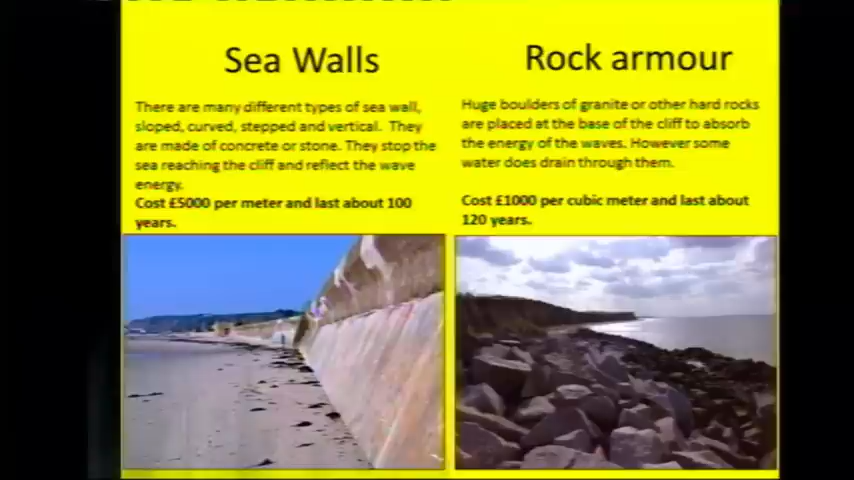 Sea Walls
There are many different types of sea wall,
sloped, curved, stepped and vertical. They
are made of concrete or stone. They stop the
sea reaching the cliff and reflect the wave
energy.
Cost £5000 per meter and last about 100
years.
Rock armour
Huge boulders of granite or other hard rocks
are placed at the base of the cliff to absorb
the energy of the waves. However some
water does drain through them.
Cost £1000 per cubic meter and last about
120 years.